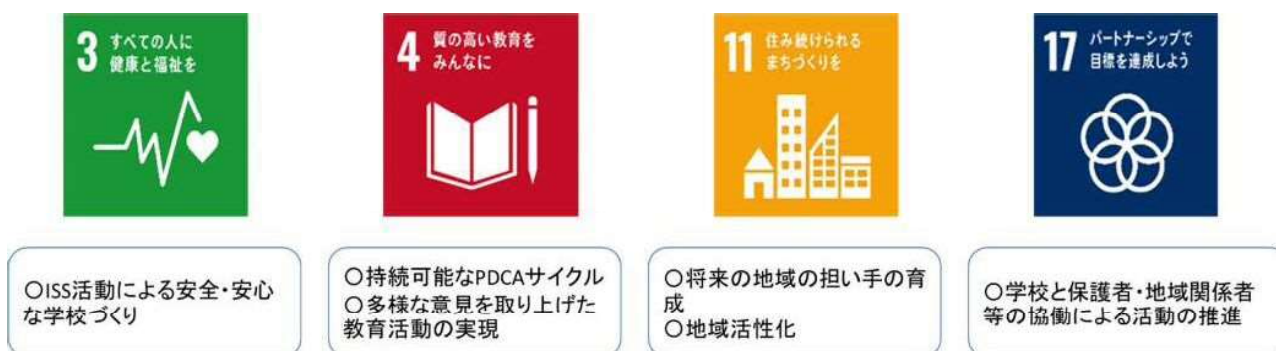 3 すべての人に
健康と福祉を
4 質の高い教育を
みんなに
11 住み続けられる
まちづくりを
17 パートナーシップで
目標を達成しよう
〇ISS活動による安全・安心
な学校づくり
〇持続可能なPDCAサイクル
〇多様な意見を取り上げた
教育活動の実現
〇将来の地域の担い手の育
成
〇地域活性化
〇学校と保護者・地域関係者
等の協働による活動の推進